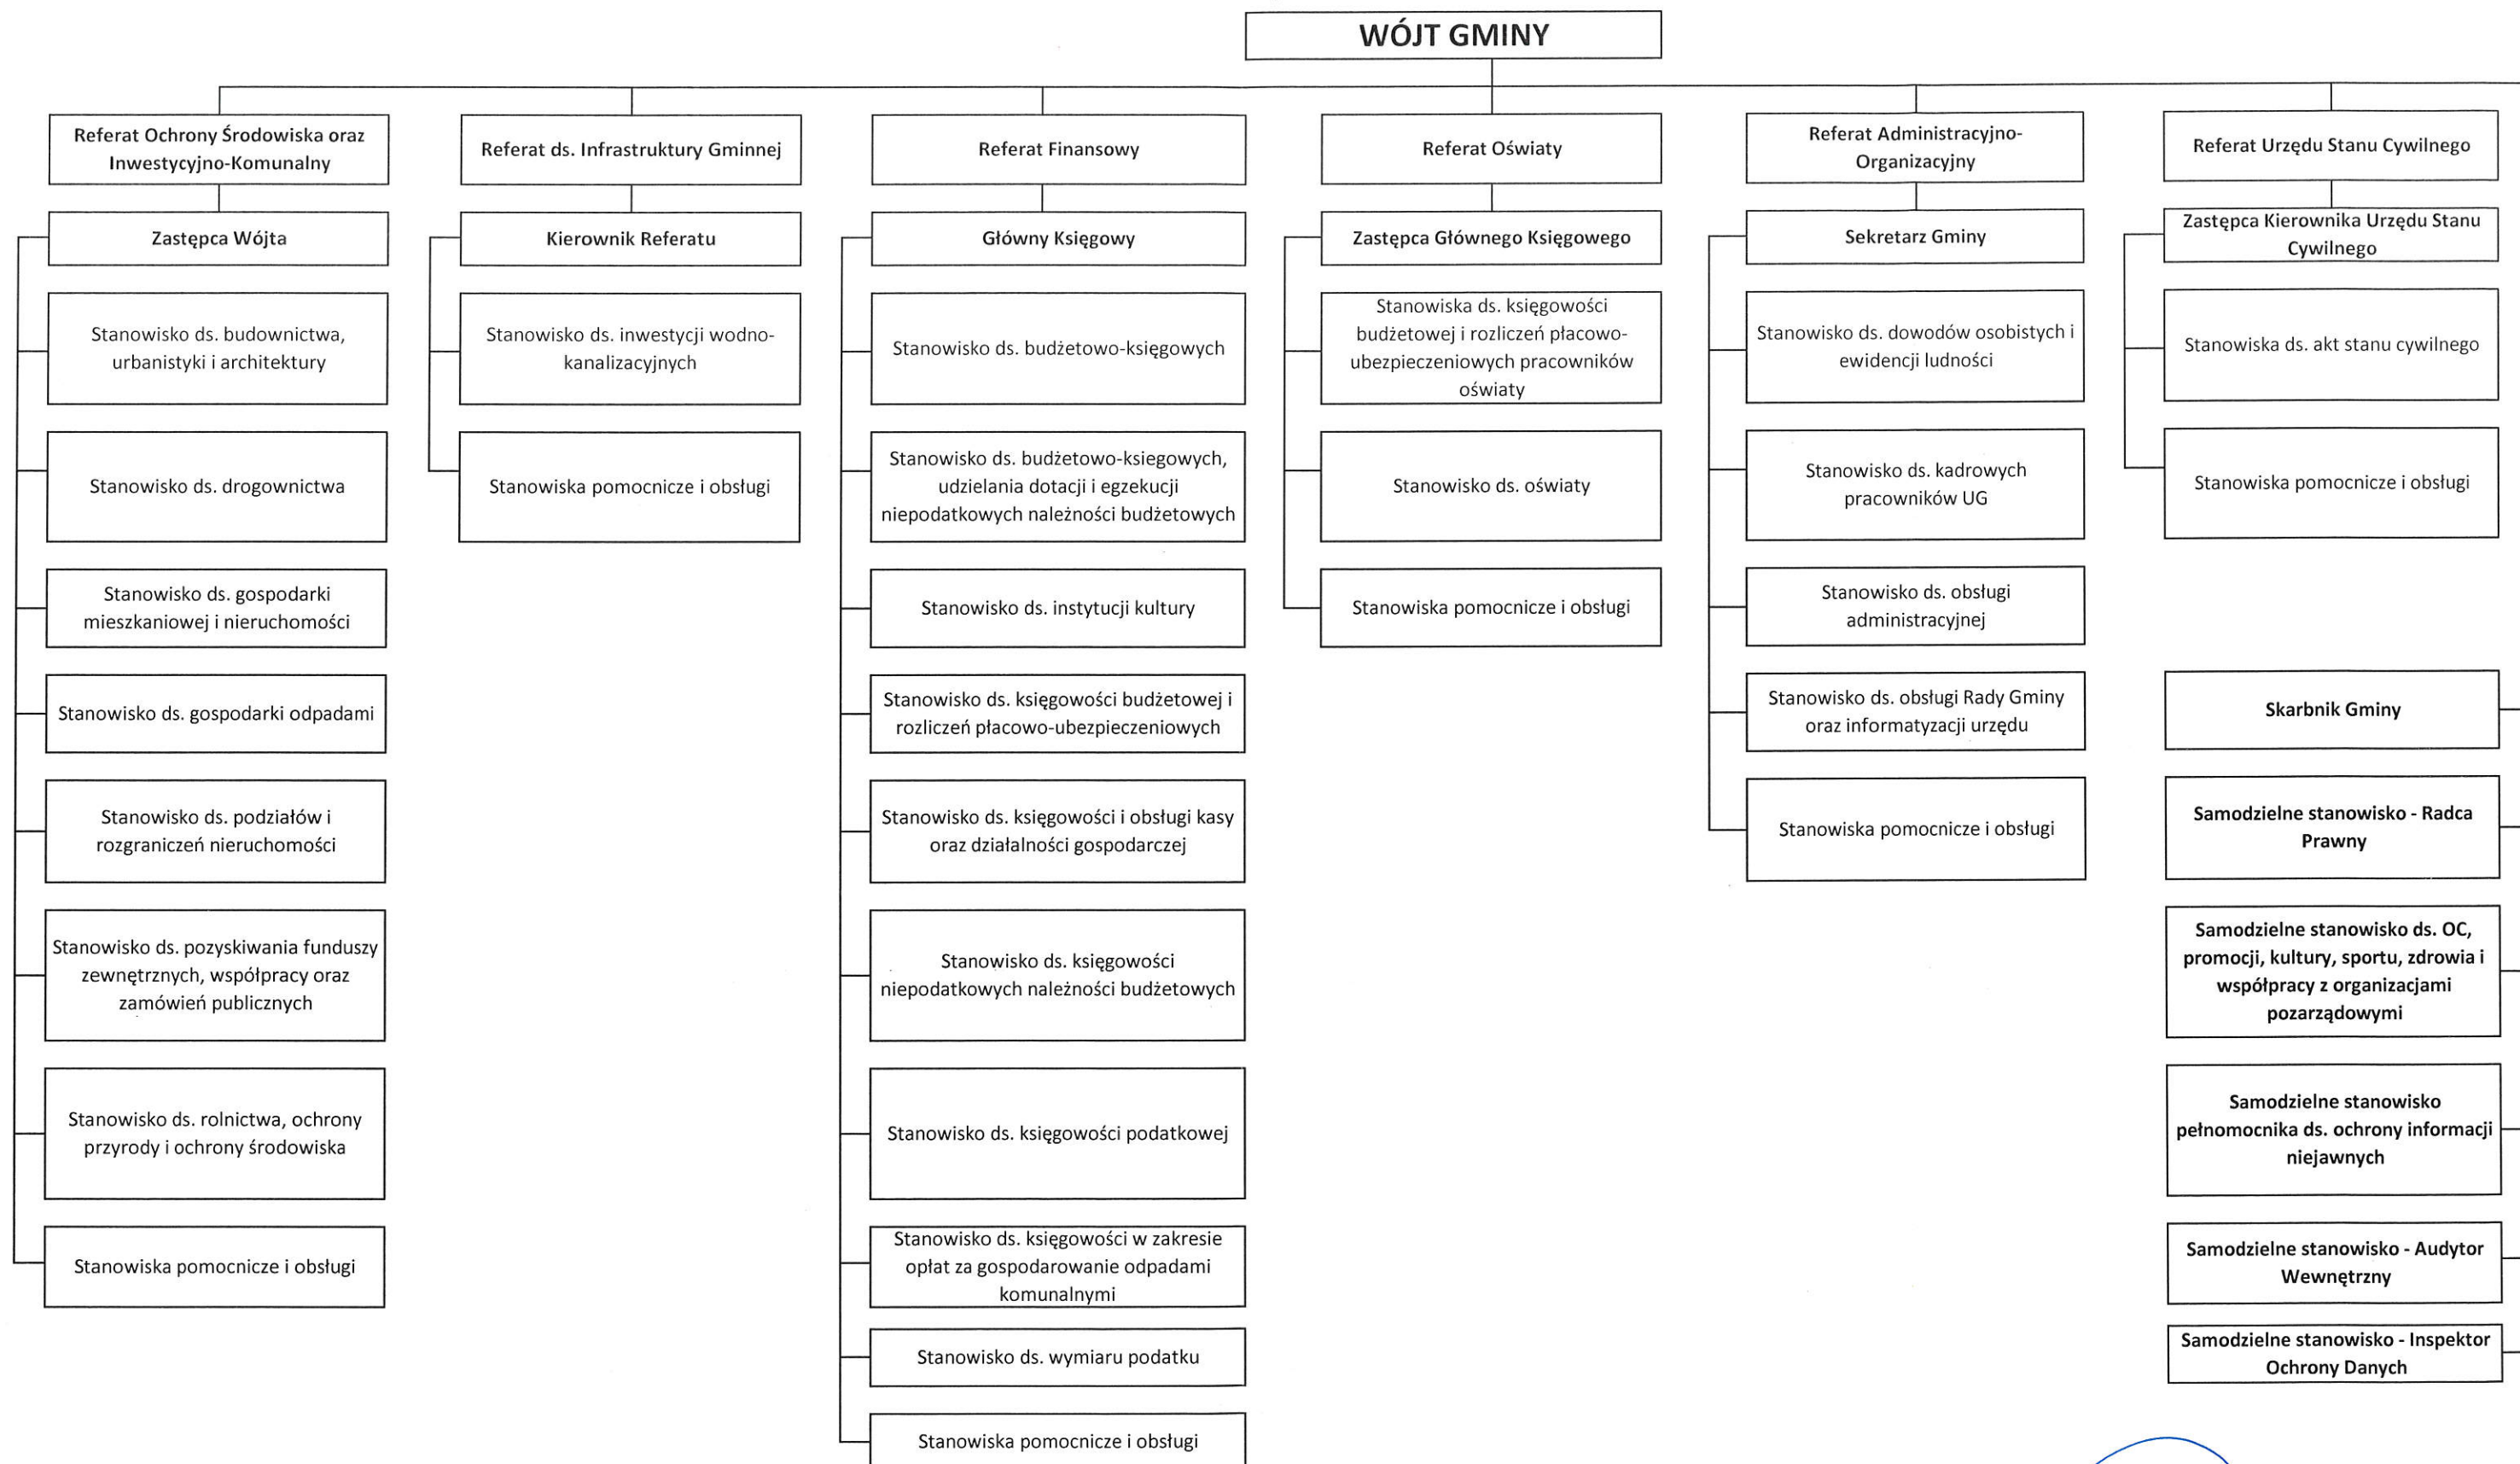 WÓJT GMINY
Referat Ochrony Środowiska oraz
Inwestycyjno-Komunalny
Zastępca Wójta
Stanowisko ds. budownictwa,
urbanistyki i architektury
Stanowisko ds. drogownictwa
Stanowisko ds. gospodarki
mieszkaniowej i nieruchomości
Stanowisko ds. gospodarki odpadami
Stanowisko ds. podziałów i
rozgraniczeń nieruchomości
Stanowisko ds. pozyskiwania funduszy
zewnętrznych, współpracy oraz
zamówień publicznych
Stanowisko ds. rolnictwa, ochrony
przyrody i ochrony środowiska
Stanowiska pomocnicze i obsługi
Referat ds. Infrastruktury Gminnej
Kierownik Referatu
Stanowisko ds. inwestycji wodno-
kanalizacyjnych
Stanowiska pomocnicze i obsługi
Referat Finansowy
Główny Księgowy
Stanowisko ds. budżetowo-księgowych
Stanowisko ds. budżetowo-ksiegowych,
udzielania dotacji i egzekucji
niepodatkowych należności budżetowych
Stanowisko ds. instytucji kultury
Stanowisko ds. księgowości budżetowej i
rozliczeń płacowo-ubezpieczeniowych
Stanowisko ds. księgowości i obsługi kasy
oraz działalności gospodarczej
Stanowisko ds. księgowości
niepodatkowych należności budżetowych
Stanowisko ds. księgowości podatkowej
Stanowisko ds. księgowości w zakresie
opłat za gospodarowanie odpadami
komunalnymi
Stanowisko ds. wymiaru podatku
Stanowiska pomocnicze i obsługi
Referat Oświaty
Zastępca Głównego Księgowego
Stanowiska ds. księgowości
budżetowej i rozliczeń płacowo-
ubezpieczeniowych pracowników
oświaty
Stanowisko ds. oświaty
Stanowiska pomocnicze i obsługi
Referat Administracyjno-
Organizacyjny
Sekretarz Gminy
Stanowisko ds. dowodów osobistych i
ewidencji ludności
Stanowisko ds. kadrowych
pracowników UG
Stanowisko ds. obsługi
administracyjnej
Stanowisko ds. obsługi Rady Gminy
oraz informatyzacji urzędu
Stanowiska pomocnicze i obsługi
Referat Urzędu Stanu Cywilnego
Zastępca Kierownika Urzędu Stanu
Cywilnego
Stanowiska ds. akt stanu cywilnego
Stanowiska pomocnicze i obsługi
Skarbnik Gminy
Samodzielne stanowisko - Radca
Prawny
Samodzielne stanowisko ds. OC,
promocji, kultury, sportu, zdrowia i
współpracy z organizacjami
pozarządowymi
Samodzielne stanowisko
pełnomocnika ds. ochrony informacji
niejawnych
Samodzielne stanowisko - Audytor
Wewnętrzny
Samodzielne stanowisko - Inspektor
Ochrony Danych